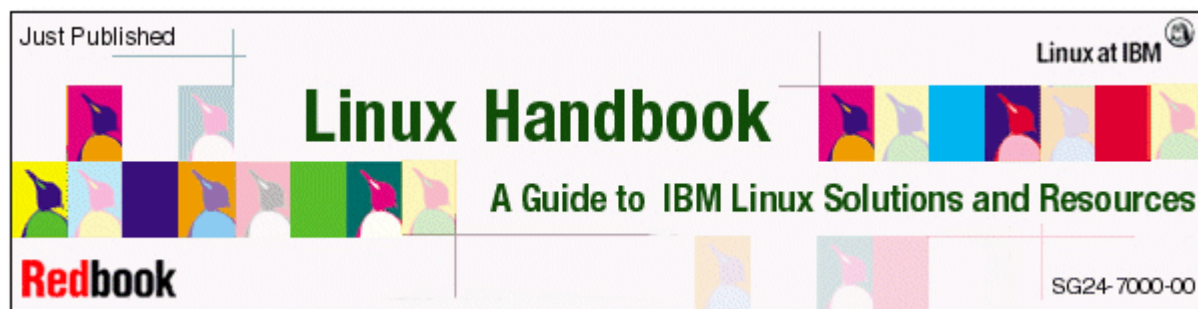 Just Published
Linux at IBM
Linux Handbook
A Guide to IBM Linux Solutions and Resources
Redbook
SG24-7000-00